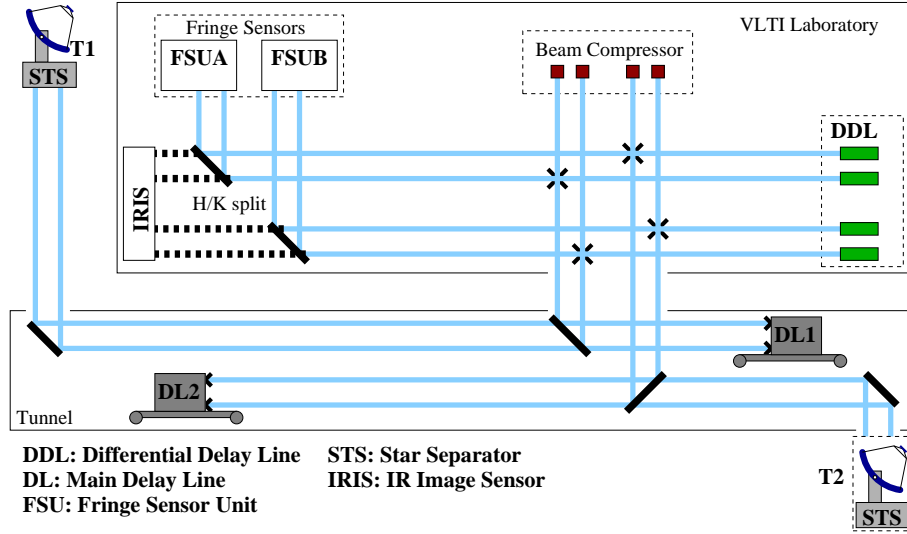 T1
STS
Fringe Sensors
FSUA
FSUB
Beam Compressor
VLTI Laboratory
DDL
IRIS
H/K split
DL1
DL2
Tunnel
DDL: Differential Delay Line
DL: Main Delay Line
FSU: Fringe Sensor Unit
STS: Star Separator
IRIS: IR Image Sensor
T2
STS